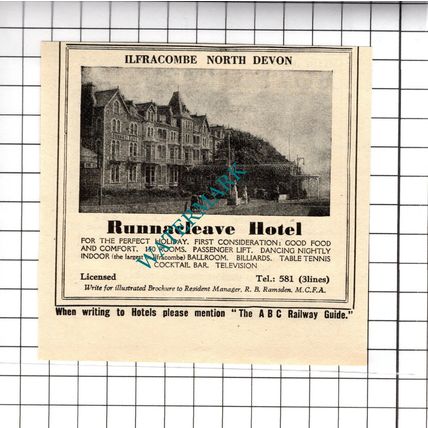 ILFRACOMBE NORTH DEVON
Runnacleave Hotel
FOR THE PERFECT HOLIDAY. FIRST CONSIDERATION: GOOD FOOD
AND COMFORT. ROOMS. PASSENGER LIFT. DANCING NIGHTLY
INDOOR (the largest Ilfracombe) BALLROOM. BILLIARDS. TABLE TENNIS
COCKTAIL BAR. TELEVISION
Licensed Tel.: 581 (3lines)
Write for illustrated Brochure to Resident Manager, R. B. Ramsden, M.C.F.A.
When writing to Hotels please mention "The A B C Railway Guide."
WATERMARK